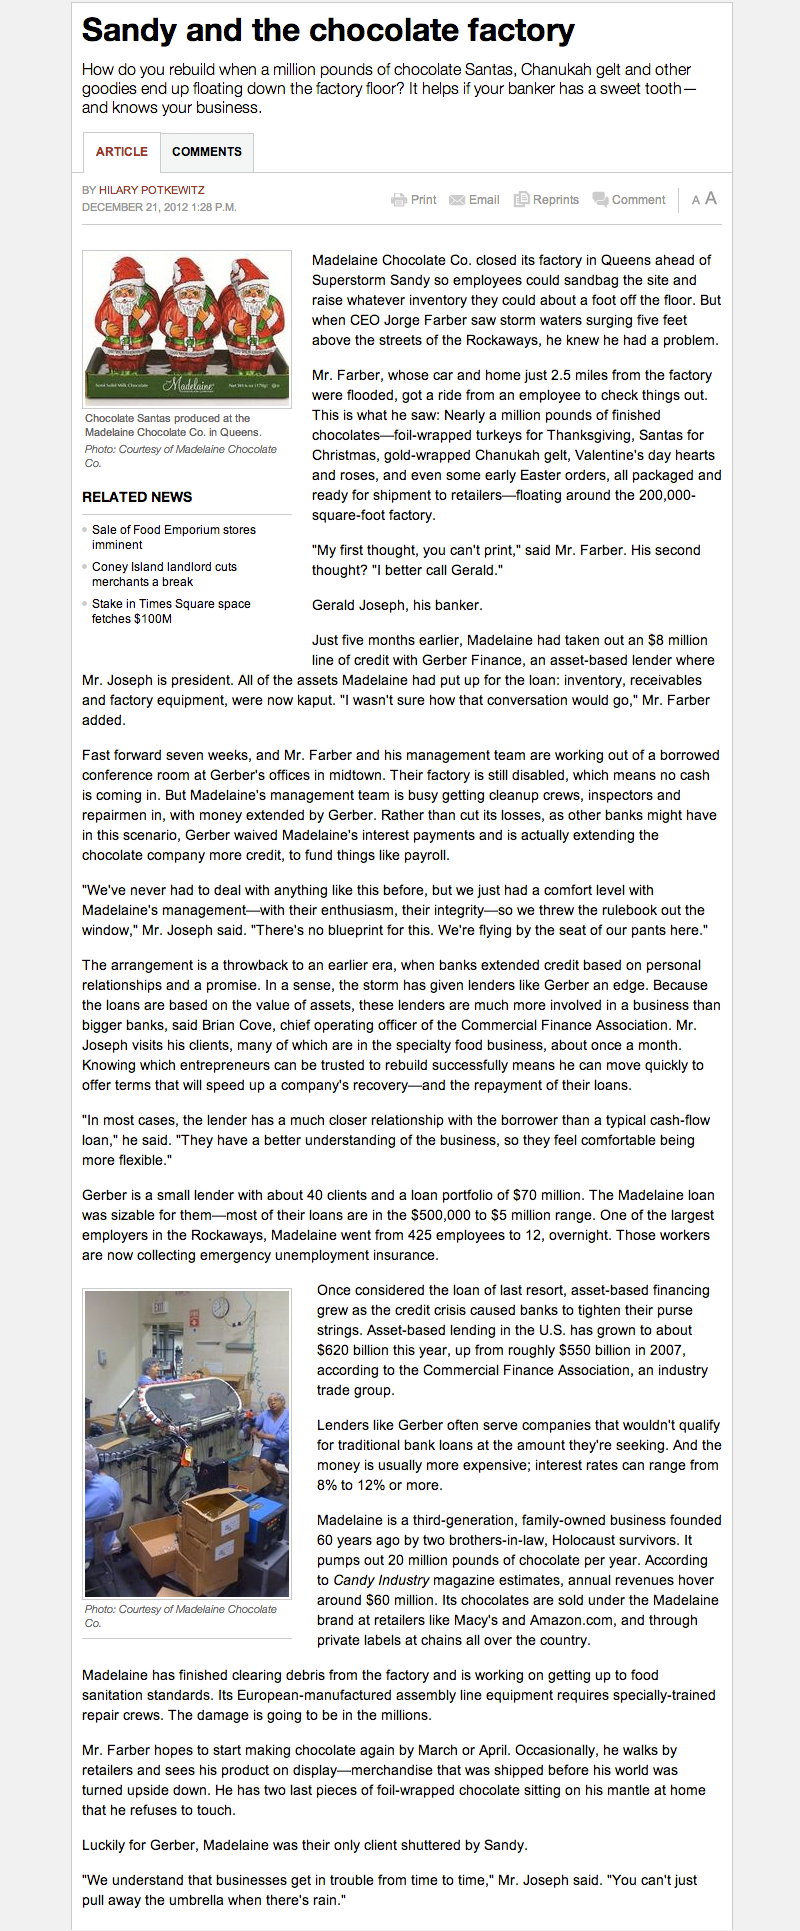 Sandy and the chocolate factory
How do you rebuild when a million pounds of chocolate Santas, Chanukah gelt and other
goodies end up floating down the factory floor? It helps if your banker has a sweet tooth—
and knows your business.
ARTICLE
COMMENTS
BY HILARY POTKEWITZ
DECEMBER 21, 2012 1:28 P.M.
Print
Email
Reprints
Comment
A A
Madelaine
Chocolate Santas produced at the
Madelaine Chocolate Co. in Queens.
Photo: Courtesy of Madelaine Chocolate
Co.
RELATED NEWS
Sale of Food Emporium stores
imminent
Coney Island landlord cuts
merchants a break
Stake in Times Square space
fetches $100M
Madelaine Chocolate Co. closed its factory in Queens ahead of
Superstorm Sandy so employees could sandbag the site and
raise whatever inventory they could about a foot off the floor. But
when CEO Jorge Farber saw storm waters surging five feet
above the streets of the Rockaways, he knew he had a problem.
Mr. Farber, whose car and home just 2.5 miles from the factory
were flooded, got a ride from an employee to check things out.
This is what he saw: Nearly a million pounds of finished
chocolates—foil-wrapped turkeys for Thanksgiving, Santas for
Christmas, gold-wrapped Chanukah gelt, Valentine's day hearts
and roses, and even some early Easter orders, all packaged and
ready for shipment to retailers—floating around the 200,000-
square-foot factory.
"My first thought, you can't print," said Mr. Farber. His second
thought? "I better call Gerald."
Gerald Joseph, his banker.
Just five months earlier, Madelaine had taken out an $8 million
line of credit with Gerber Finance, an asset-based lender where
Mr. Joseph is president. All of the assets Madelaine had put up for the loan: inventory, receivables
and factory equipment, were now kaput. "I wasn't sure how that conversation would go," Mr. Farber
added.
Fast forward seven weeks, and Mr. Farber and his management team are working out of a borrowed
conference room at Gerber's offices in midtown. Their factory is still disabled, which means no cash
is coming in. But Madelaine's management team is busy getting cleanup crews, inspectors and
repairmen in, with money extended by Gerber. Rather than cut its losses, as other banks might have
in this scenario, Gerber waived Madelaine's interest payments and is actually extending the
chocolate company more credit, to fund things like payroll.
"We've never had to deal with anything like this before, but we just had a comfort level with
Madelaine's management—with their enthusiasm, their integrity—so we threw the rulebook out the
window," Mr. Joseph said. "There's no blueprint for this. We're flying by the seat of our pants here."
The arrangement is a throwback to an earlier era, when banks extended credit based on personal
relationships and a promise. In a sense, the storm has given lenders like Gerber an edge. Because
the loans are based on the value of assets, these lenders are much more involved in a business than
bigger banks, said Brian Cove, chief operating officer of the Commercial Finance Association. Mr.
Joseph visits his clients, many of which are in the specialty food business, about once a month.
Knowing which entrepreneurs can be trusted to rebuild successfully means he can move quickly to
offer terms that will speed up a company's recovery—and the repayment of their loans.
"In most cases, the lender has a much closer relationship with the borrower than a typical cash-flow
loan," he said. "They have a better understanding of the business, so they feel comfortable being
more flexible."
Gerber is a small lender with about 40 clients and a loan portfolio of $70 million. The Madelaine loan
was sizable for them—most of their loans are in the $500,000 to $5 million range. One of the largest
employers in the Rockaways, Madelaine went from 425 employees to 12, overnight. Those workers
are now collecting emergency unemployment insurance.
EXIT
Photo: Courtesy of Madelaine Chocolate
Co.
Once considered the loan of last resort, asset-based financing
grew as the credit crisis caused banks to tighten their purse
strings. Asset-based lending in the U.S. has grown to about
$620 billion this year, up from roughly $550 billion in 2007,
according to the Commercial Finance Association, an industry
trade group.
Lenders like Gerber often serve companies that wouldn't qualify
for traditional bank loans at the amount they're seeking. And the
money is usually more expensive; interest rates can range from
8% to 12% or more.
Madelaine is a third-generation, family-owned business founded
60 years ago by two brothers-in-law, Holocaust survivors. It
pumps out 20 million pounds of chocolate per year. According
to Candy Industry magazine estimates, annual revenues hover
around $60 million. Its chocolates are sold under the Madelaine
brand at retailers like Macy's and Amazon.com, and through
private labels at chains all over the country.
Madelaine has finished clearing debris from the factory and is working on getting up to food
sanitation standards. Its European-manufactured assembly line equipment requires specially-trained
repair crews. The damage is going to be in the millions.
Mr. Farber hopes to start making chocolate again by March or April. Occasionally, he walks by
retailers and sees his product on display—merchandise that was shipped before his world was
turned upside down. He has two last pieces of foil-wrapped chocolate sitting on his mantle at home
that he refuses to touch.
Luckily for Gerber, Madelaine was their only client shuttered by Sandy.
"We understand that businesses get in trouble from time to time," Mr. Joseph said. "You can't just
pull away the umbrella when there's rain."